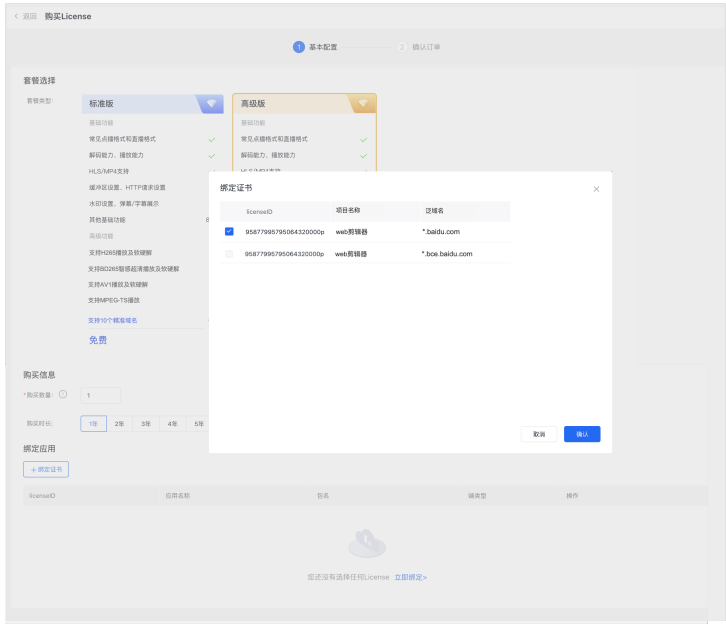 < 返回 购买License
1 基本配置 2 确认订单
套餐选择
套餐类型:
标准版 高级版
基础功能 基础功能
常见点播格式和直播格式 常见点播格式和直播格式
解码能力、播放能力 解码能力、播放能力
HLS/MP4支持
缓冲区设置、HTTP请求设置
水印设置、弹幕/字幕展示
其他基础功能
高级功能
支持H265播放及软硬解
支持BD265智感超清播放及软硬解
支持AV1播放及软硬解
支持MPEG-TS播放
支持10个精准域名
免费
绑定证书
licenseID 项目名称 泛域名
95877995795064320000p web剪辑器 *.baidu.com
95877995795064320000p web剪辑器 *.bce.baidu.com
取消 确认
购买信息
*购买数量: 1
购买时长: 1年 2年 3年 4年 5年
绑定应用
+绑定证书
licenseID 应用名称 包名 端类型 操作
您还没有选择任何License 立即绑定>